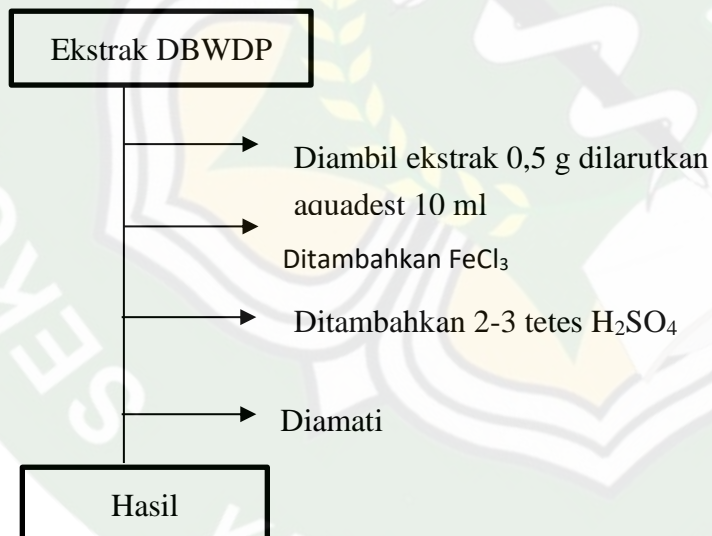 Ekstrak DBWDP
Diambil ekstrak 0,5 g dilarutkan
aquadest 10 ml
Ditambahkan FeCl₃
Ditambahkan 2-3 tetes H₂SO₄
Diamati
Hasil